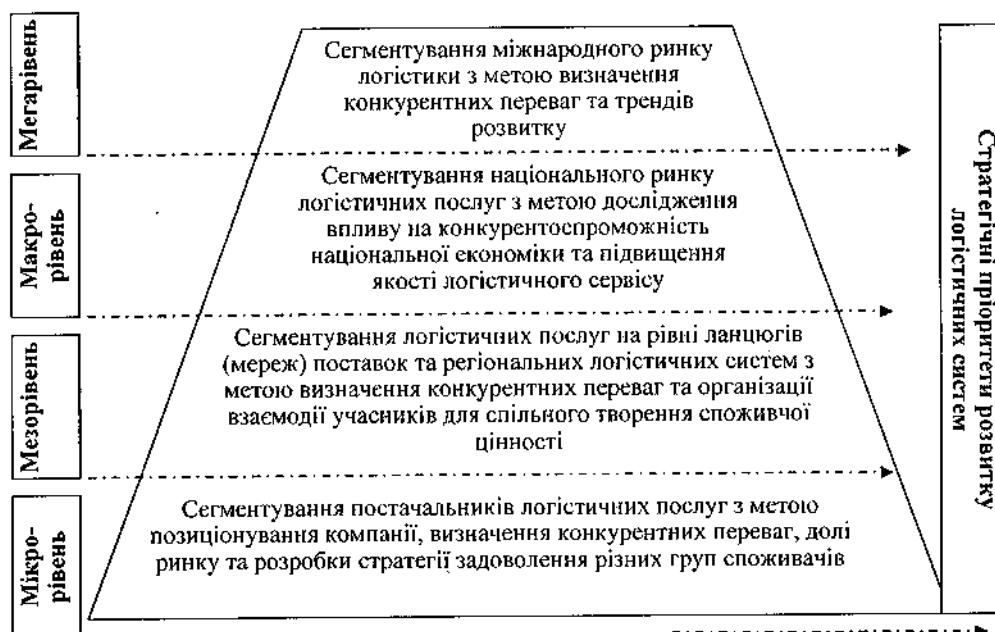 Мегарівень
Сегментування міжнародного ринку
логістики з метою визначення
конкурентних переваг та трендів
розвитку
Макро-
рівень
Сегментування національного ринку
логістичних послуг з метою дослідження
впливу на конкурентоспроможність
національної економіки та підвищення
якості логістичного сервісу
Мезорівень
Сегментування логістичних послуг на рівні ланцюгів
(мереж) поставок та регіональних логістичних систем з
метою визначення конкурентних переваг та організації
взаємодії учасників для спільного творення споживчої
цінності
Мікро-
рівень
Сегментування постачальників логістичних послуг з метою
позиціонування компанії, визначення конкурентних переваг, долі
ринку та розробки стратегії задоволення різних груп споживачів
Стратегічні пріоритети розвитку
логістичних систем